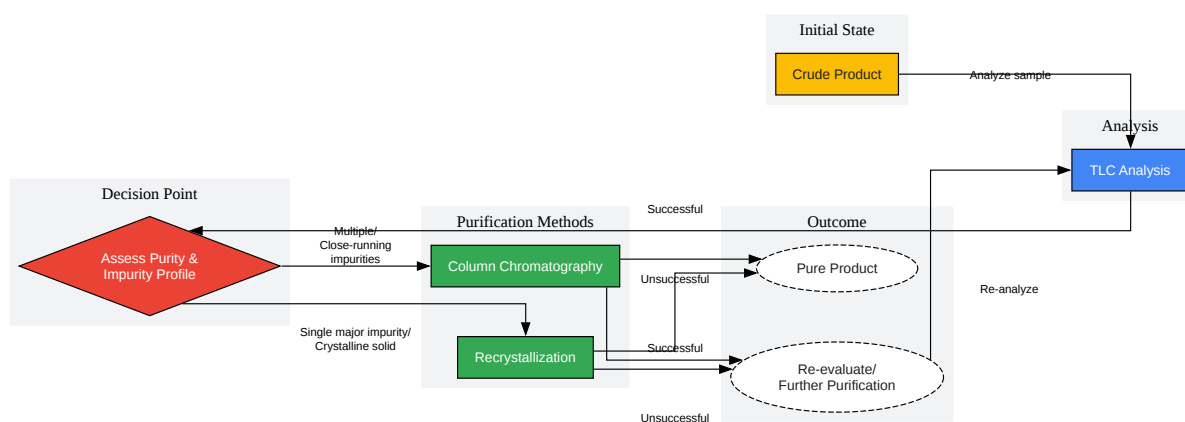 Initial State
Crude Product
Analyze sample
Analysis
TLC Analysis
Decision Point
Assess Purity &
Impurity Profile
Multiple/
Close-running
impurities
Single major impurity/
Crystalline solid
Purification Methods
Column Chromatography
Recrystallization
Successful
Unsuccessful
Successful
Unsuccessful
Outcome
Pure Product
Re-evaluate/
Further Purification
Re-analyze